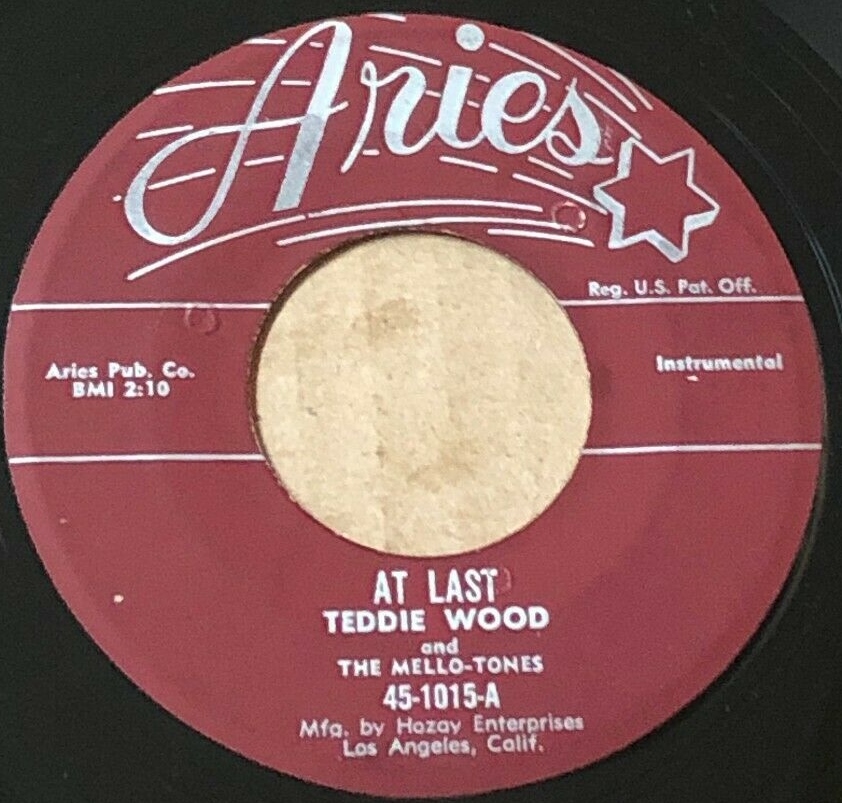 Aries
Reg. U.S. Pat. Off.
Aries Pub. Co.
BMI 2:10
Instrumental
AT LAST
TEDDIE WOOD
and
THE MELLO-TONES
45-1015-A
Mfg. by Hazay Enterprises
Los Angeles, Calif.